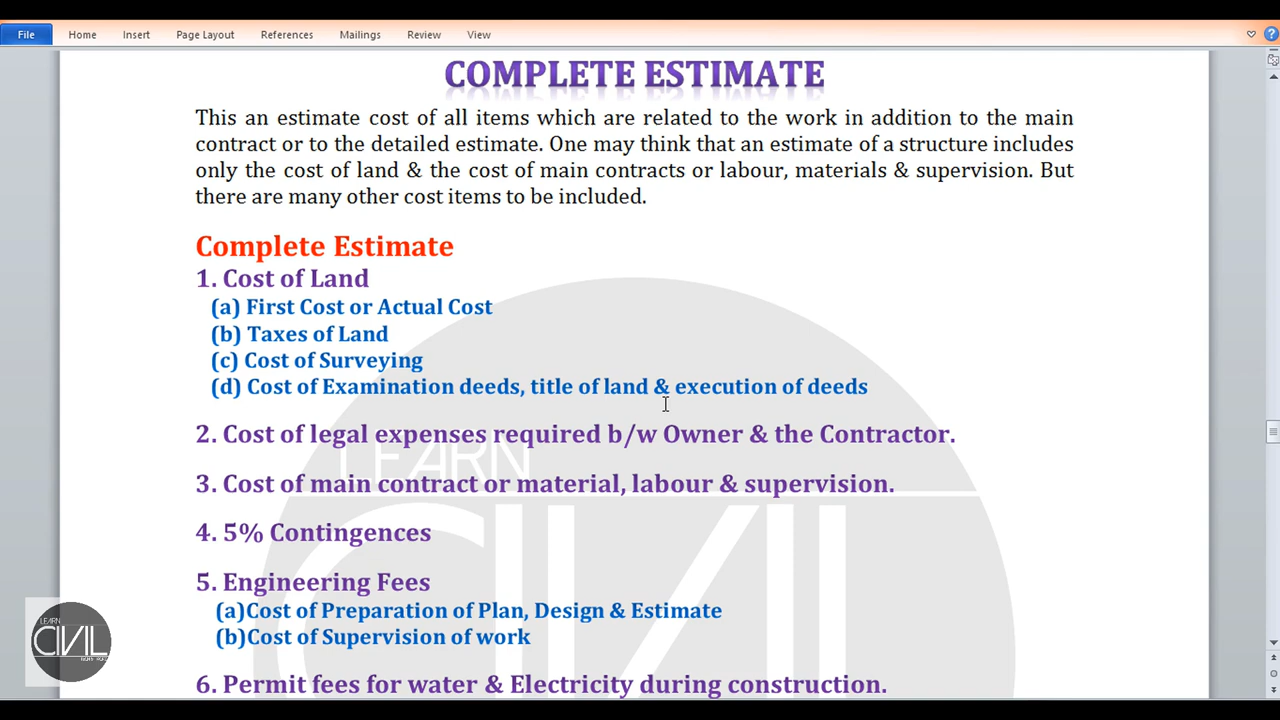 File Home Insert Page Layout References Mailings Review View
COMPLETE ESTIMATE
This an estimate cost of all items which are related to the work in addition to the main
contract or to the detailed estimate. One may think that an estimate of a structure includes
only the cost of land & the cost of main contracts or labour, materials & supervision. But
there are many other cost items to be included.
Complete Estimate
1. Cost of Land
(a) First Cost or Actual Cost
(b) Taxes of Land
(c) Cost of Surveying
(d) Cost of Examination deeds, title of land & execution of deeds
2. Cost of legal expenses required b/w Owner & the Contractor.
LEARN
3. Cost of main contract or material, labour & supervision.
CIVIL
4. 5% Contingences
5. Engineering Fees
(a)Cost of Preparation of Plan, Design & Estimate
(b)Cost of Supervision of work
LEARN
CIVIL
6. Permit fees for water & Electricity during construction.